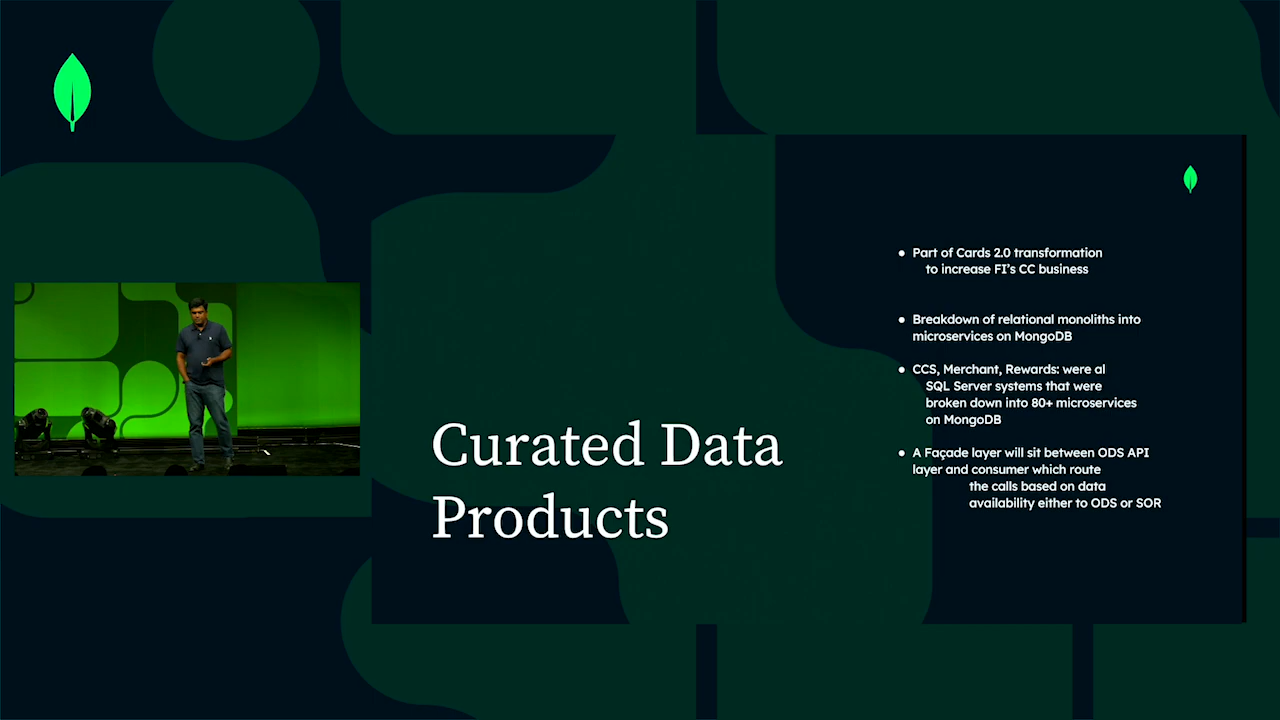 Curated Data
Products
● Part of Cards 2.0 transformation
to increase FI's CC business
● Breakdown of relational monoliths into
microservices on MongoDB
● CCS, Merchant, Rewards: were al
SQL Server systems that were
broken down into 80+ microservices
on MongoDB
● A Façade layer will sit between ODS API
layer and consumer which route
the calls based on data
availability either to ODS or SOR